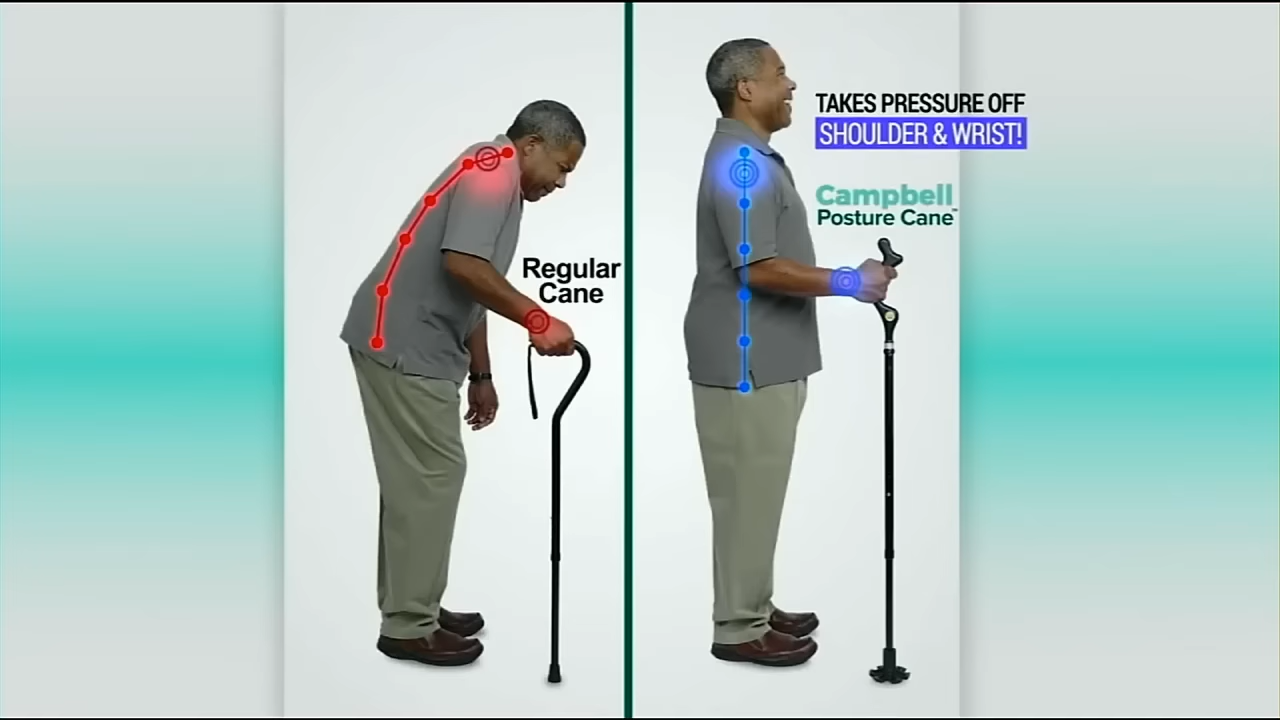 Regular
Cane
TAKES PRESSURE OFF
SHOULDER & WRIST!
Campbell
Posture Cane™